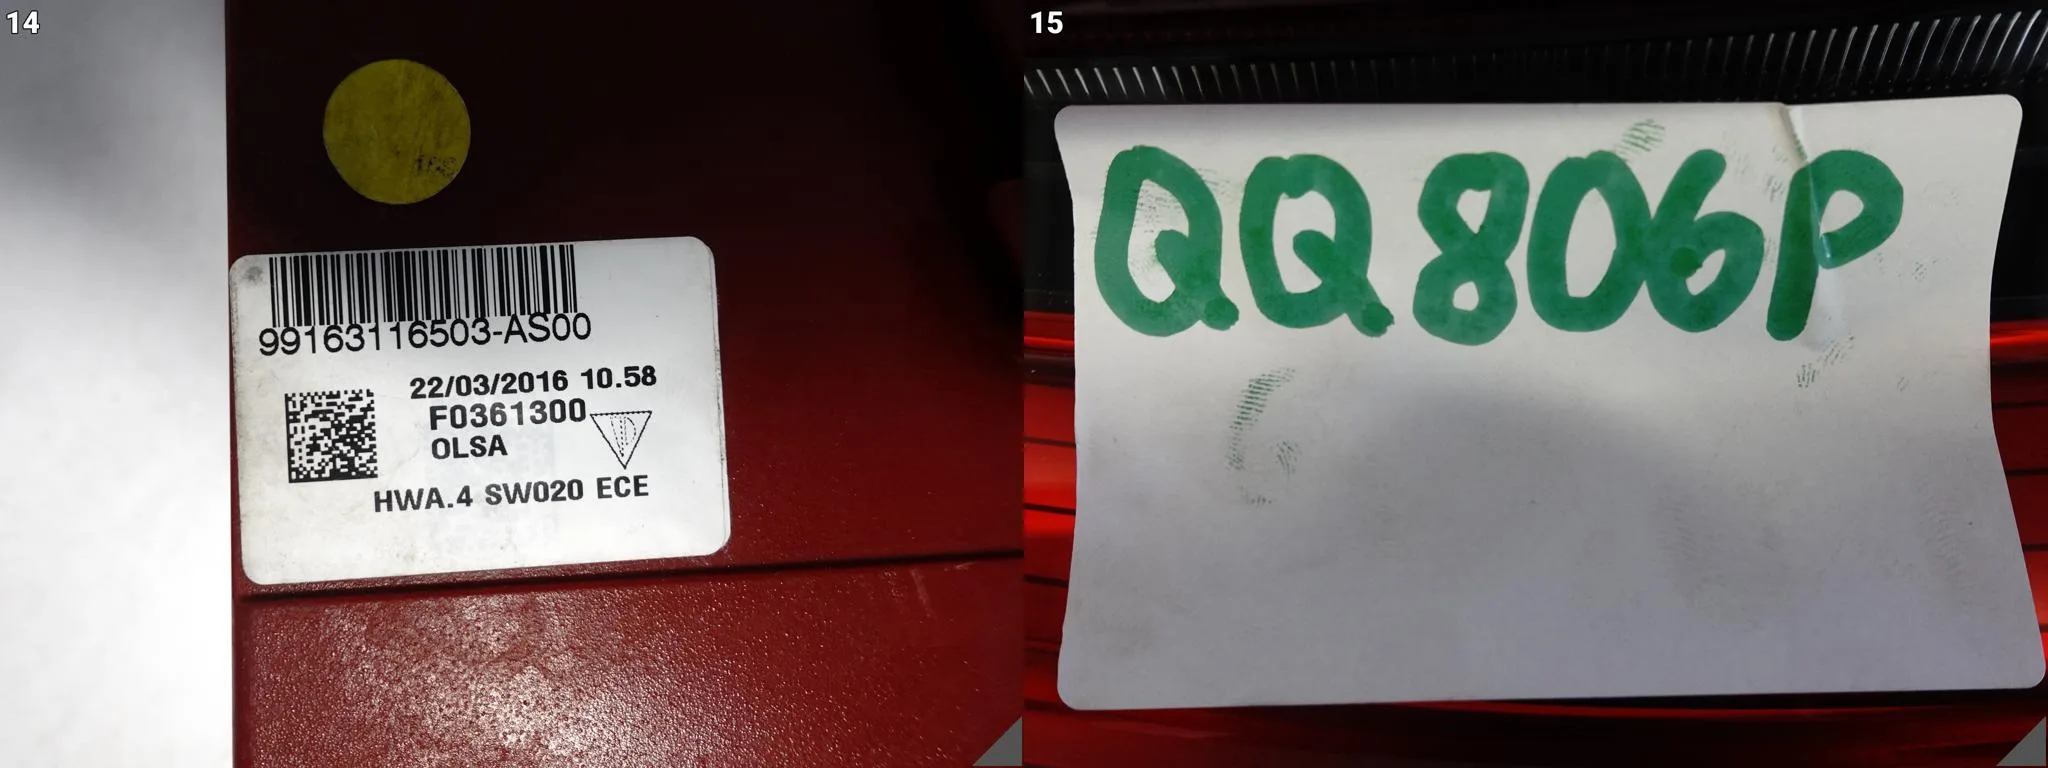 14
99163116503-AS00
22/03/2016 10.58
F0361300
OLSA
HWA.4 SW020 ECE
15
QQ806P